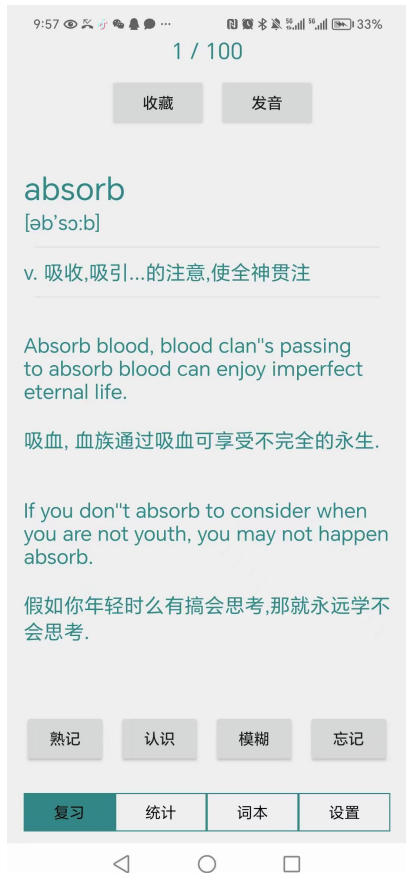 9:57 ... 33%
1 / 100
收藏 发音
absorb
[əb'sɔ:b]
v. 吸收,吸引...的注意,使全神贯注
Absorb blood, blood clan"s passing
to absorb blood can enjoy imperfect
eternal life.
吸血, 血族通过吸血可享受不完全的永生.
If you don"t absorb to consider when
you are not youth, you may not happen
absorb.
假如你年轻时么有搞会思考,那就永远学不
会思考.
熟记 认识 模糊 忘记
复习 统计 词本 设置